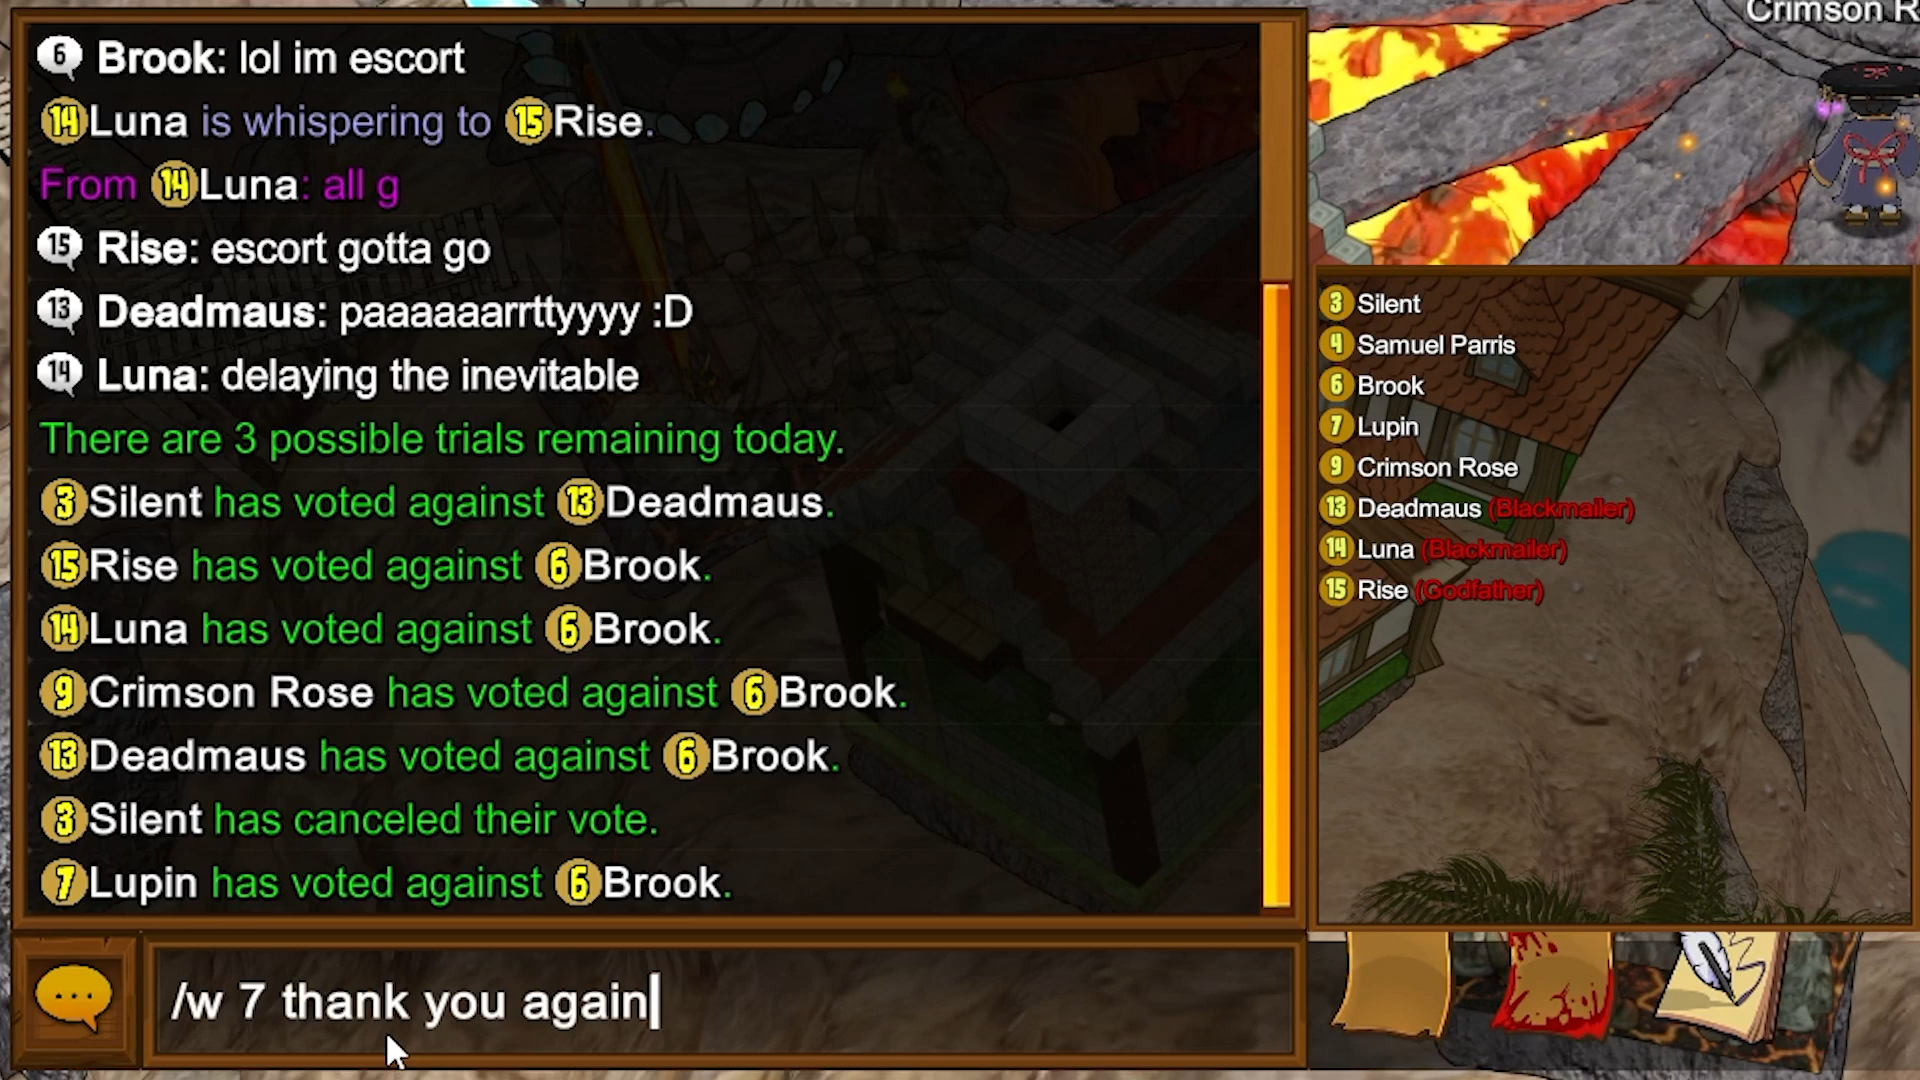 6 Brook: lol im escort
14 Luna is whispering to 15 Rise.
From 14 Luna: all g
15 Rise: escort gotta go
13 Deadmaus: paaaaaarrttyyyy :D
14 Luna: delaying the inevitable
There are 3 possible trials remaining today.
3 Silent has voted against 13 Deadmaus.
15 Rise has voted against 6 Brook.
14 Luna has voted against 6 Brook.
9 Crimson Rose has voted against 6 Brook.
13 Deadmaus has voted against 6 Brook.
3 Silent has canceled their vote.
7 Lupin has voted against 6 Brook.
/w 7 thank you again
Crimson R
3 Silent
4 Samuel Parris
6 Brook
7 Lupin
9 Crimson Rose
13 Deadmaus (Blackmailer)
14 Luna (Blackmailer)
15 Rise (Godfather)